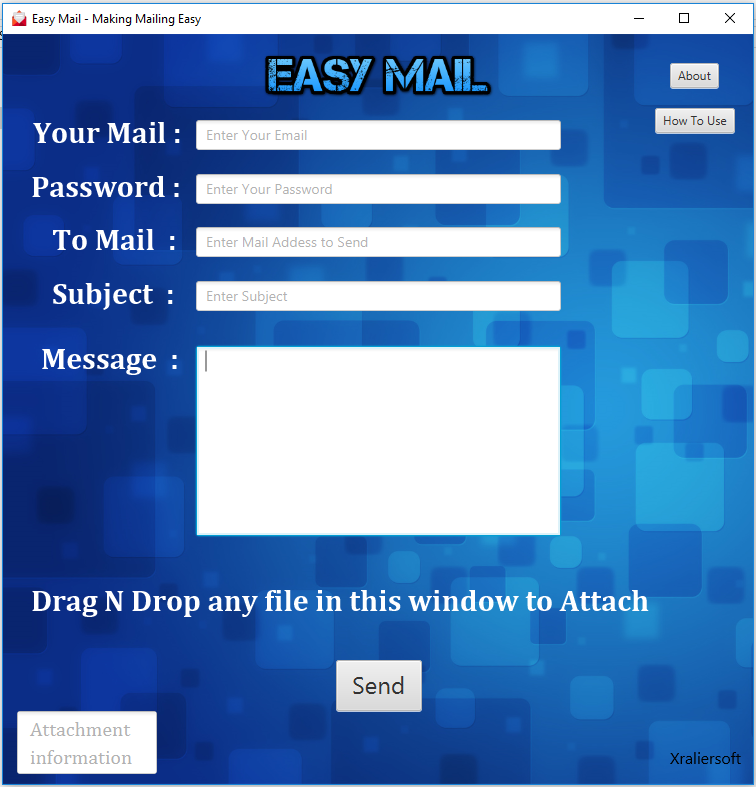 Easy Mail - Making Mailing Easy
EASY MAIL
About
How To Use
Your Mail :
Enter Your Email
Password :
Enter Your Password
To Mail :
Enter Mail Addess to Send
Subject :
Enter Subject
Message :
Drag N Drop any file in this window to Attach
Send
Attachment
information
Xraliersoft